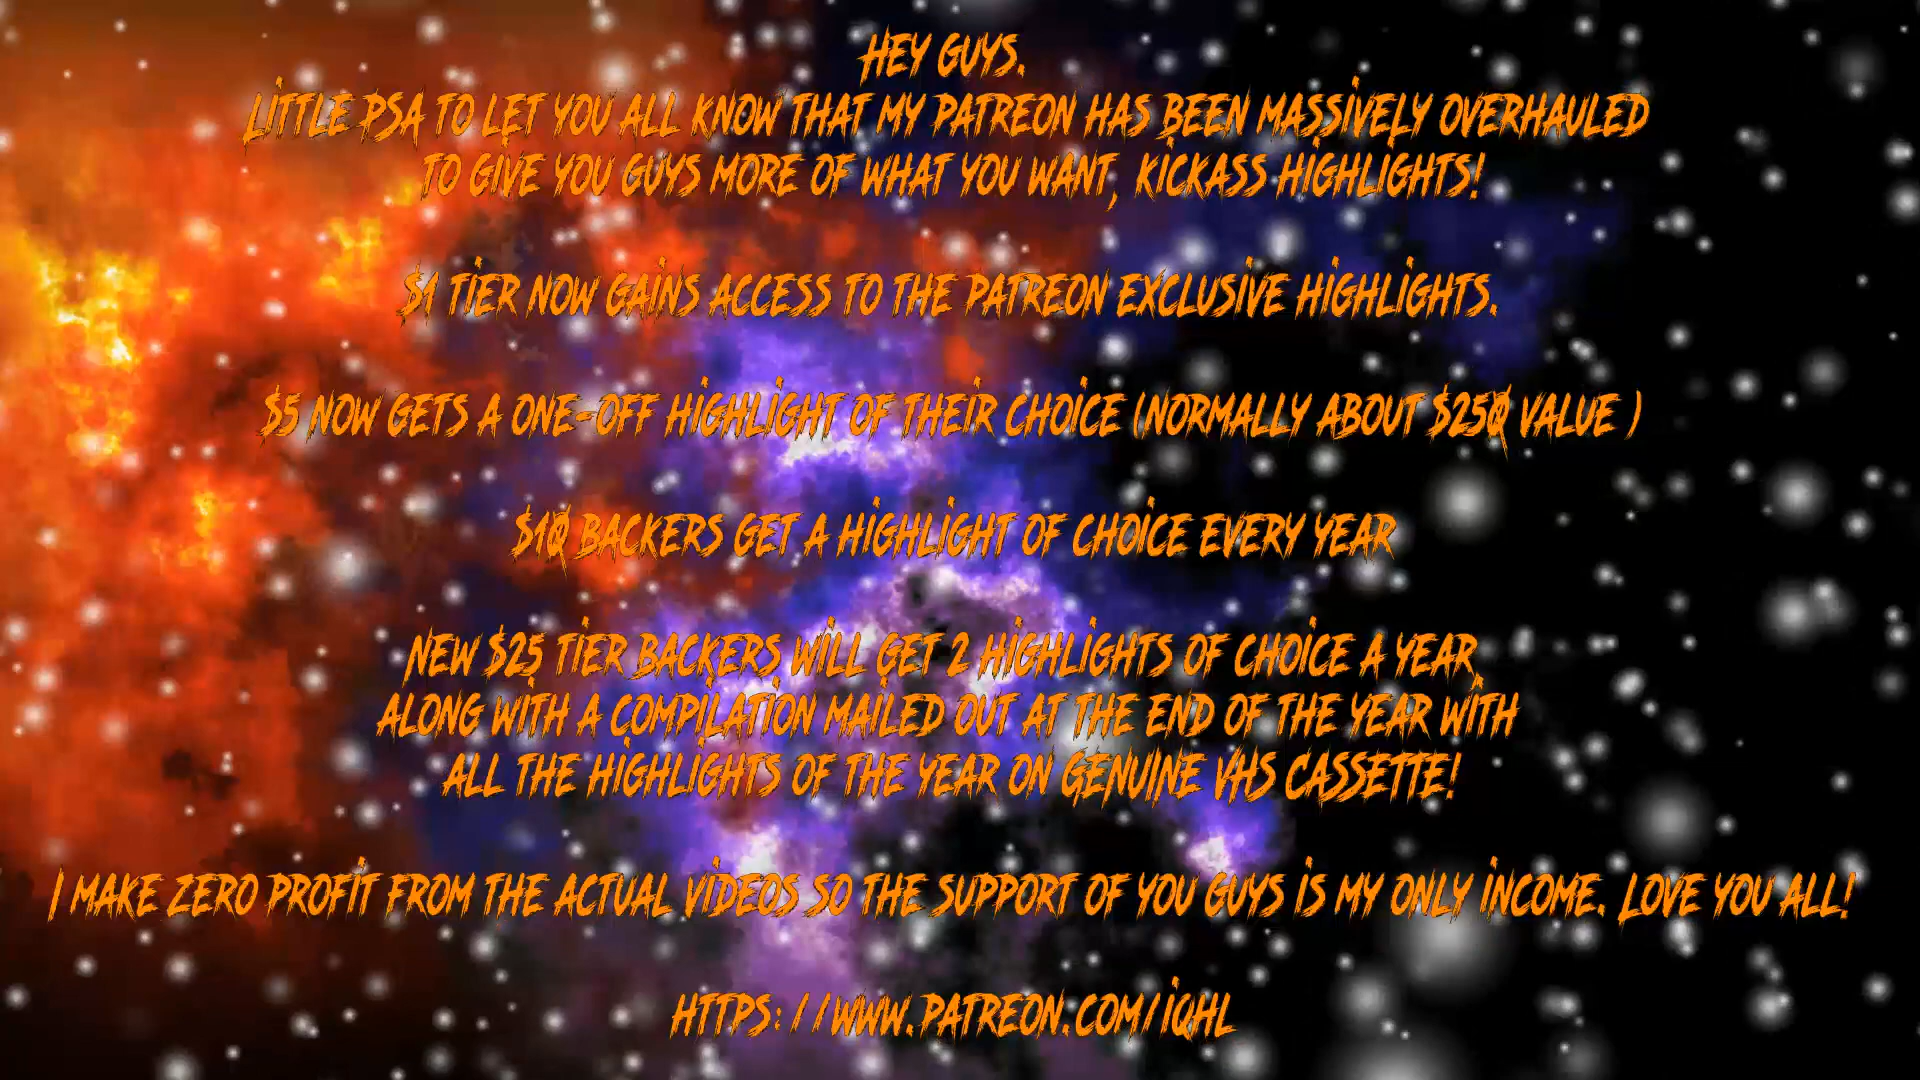 HEY GUYS.
LITTLE PSA TO LET YOU ALL KNOW THAT MY PATREON HAS BEEN MASSIVELY OVERHAULED
TO GIVE YOU GUYS MORE OF WHAT YOU WANT, KICKASS HIGHLIGHTS!
$1 TIER NOW GAINS ACCESS TO THE PATREON EXCLUSIVE HIGHLIGHTS.
$5 NOW GETS A ONE-OFF HIGHLIGHT OF THEIR CHOICE (NORMALLY ABOUT $250 VALUE )
$10 BACKERS GET A HIGHLIGHT OF CHOICE EVERY YEAR
NEW $25 TIER BACKERS WILL GET 2 HIGHLIGHTS OF CHOICE A YEAR,
ALONG WITH A COMPILATION MAILED OUT AT THE END OF THE YEAR WITH
ALL THE HIGHLIGHTS OF THE YEAR ON GENUINE VHS CASSETTE!
I MAKE ZERO PROFIT FROM THE ACTUAL VIDEOS SO THE SUPPORT OF YOU GUYS IS MY ONLY INCOME. LOVE YOU ALL!
HTTPS://WWW.PATREON.COM/IQHL